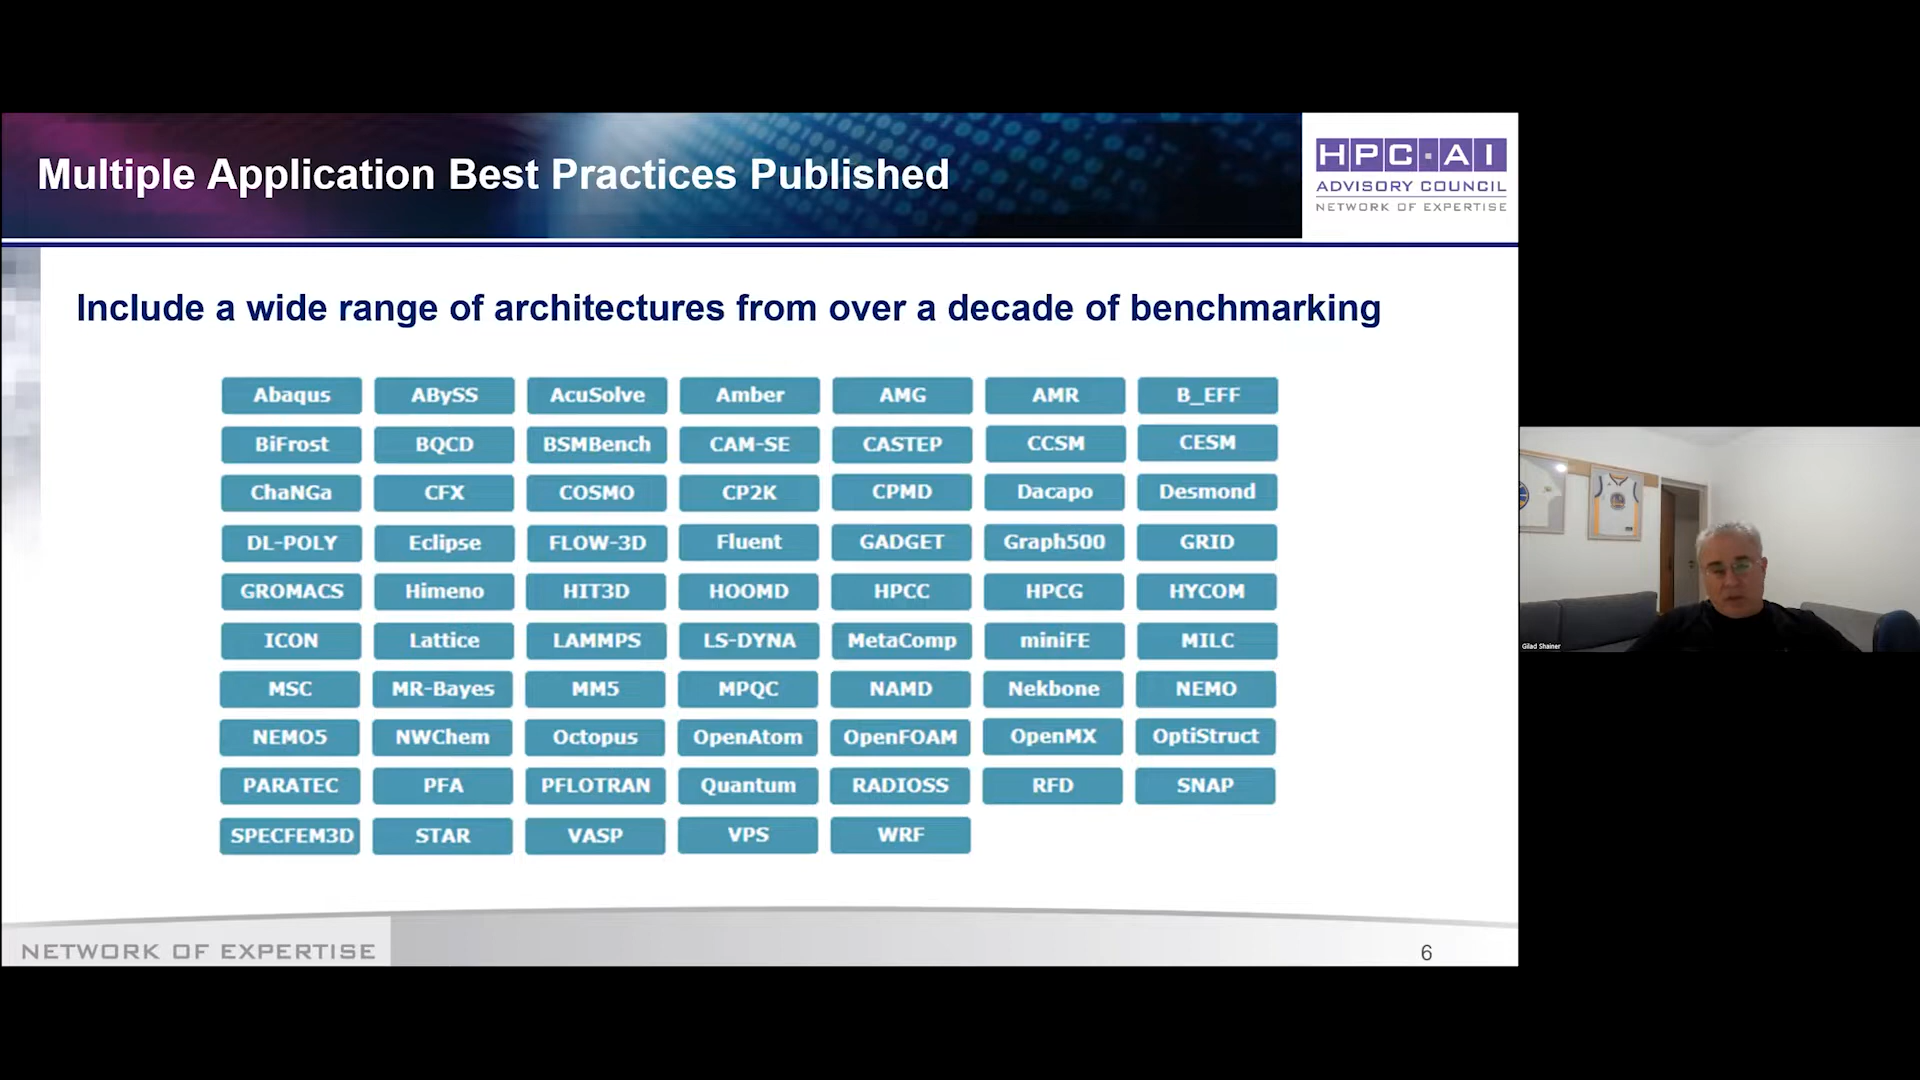 Multiple Application Best Practices Published
HPC·AI
ADVISORY COUNCIL
NETWORK OF EXPERTISE
Include a wide range of architectures from over a decade of benchmarking
Abaqus ABySS AcuSolve Amber AMG AMR B_EFF
BiFrost BQCD BSMBench CAM-SE CASTEP CCSM CESM
ChaNGa CFX COSMO CP2K CPMD Dacapo Desmond
DL-POLY Eclipse FLOW-3D Fluent GADGET Graph500 GRID
GROMACS Himeno HIT3D HOOMD HPCC HPCG HYCOM
ICON Lattice LAMMPS LS-DYNA MetaComp miniFE MILC
MSC MR-Bayes MM5 MPQC NAMD Nekbone NEMO
NEMO5 NWChem Octopus OpenAtom OpenFOAM OpenMX OptiStruct
PARATEC PFA PFLOTRAN Quantum RADIOSS RFD SNAP
SPECFEM3D STAR VASP VPS WRF
Gilad Shainer
NETWORK OF EXPERTISE
6